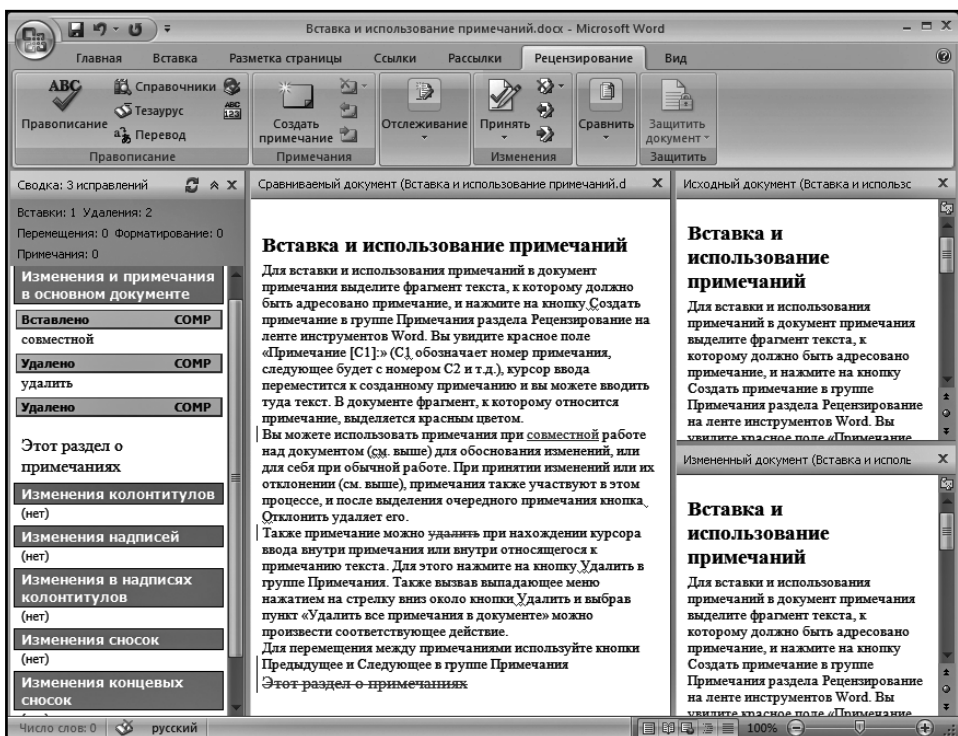 Вставка и использование примечаний.docx - Microsoft Word
Главная Вставка Разметка страницы Ссылки Рассылки Рецензирование Вид
ABC
Правописание
Справочники
Тезаурус
Перевод
ABC
123
Правописание
Создать
примечание
Примечания
Отслеживание
Принять
Изменения
Сравнить
Защитить
документ
Защитить
Сводка: 3 исправлений
Вставки: 1 Удаления: 2
Перемещения: 0 Форматирование: 0
Примечания: 0
Изменения и примечания
в основном документе
Вставлено COMP
совместной
Удалено COMP
удалить
Удалено COMP
Этот раздел о
примечаниях
Изменения колонтитулов
(нет)
Изменения надписей
(нет)
Изменения в надписях
колонтитулов
(нет)
Изменения сносок
(нет)
Изменения концевых
сносок
Сравниваемый документ (Вставка и использование примечаний.d
Вставка и использование примечаний
Для вставки и использования примечаний в документ
примечания выделите фрагмент текста, к которому должно
быть адресовано примечание, и нажмите на кнопку Создать
примечание в группе Примечания раздела Рецензирование на
ленте инструментов Word. Вы увидите красное поле
«Примечание [С1]:» (С1 обозначает номер примечания,
следующее будет с номером С2 и т.д.), курсор ввода
переместится к созданному примечанию и вы можете вводить
туда текст. В документе фрагмент, к которому относится
примечание, выделяется красным цветом.
Вы можете использовать примечания при совместной работе
над документом (см. выше) для обоснования изменений, или
для себя при обычной работе. При принятии изменений или их
отклонении (см. выше), примечания также участвуют в этом
процессе, и после выделения очередного примечания кнопка
Отклонить удаляет его.
Также примечание можно удалить при нахождении курсора
ввода внутри примечания или внутри относящегося к
примечанию текста. Для этого нажмите на кнопку Удалить в
группе Примечания. Также вызвав выпадающее меню
нажатием на стрелку вниз около кнопки Удалить и выбрав
пункт «Удалить все примечания в документе» можно
произвести соответствующее действие.
Для перемещения между примечаниями используйте кнопки
Предыдущее и Следующее в группе Примечания
Этот раздел о примечаниях
Исходный документ (Вставка и использс
Вставка и
использование
примечаний
Для вставки и использования
примечаний в документ примечания
выделите фрагмент текста, к
которому должно быть адресовано
примечание, и нажмите на кнопку
Создать примечание в группе
Примечания раздела Рецензирование
на ленте инструментов Word. Вы
увидите красное поле «Примечание
Измененный документ (Вставка и исполь
Вставка и
использование
примечаний
Для вставки и использования
примечаний в документ примечания
выделите фрагмент текста, к
которому должно быть адресовано
примечание, и нажмите на кнопку
Создать примечание в группе
Примечания раздела Рецензирование
на ленте инструментов Word. Вы
увидите красное поле «Примечание
Число слов: 0 русский 100%